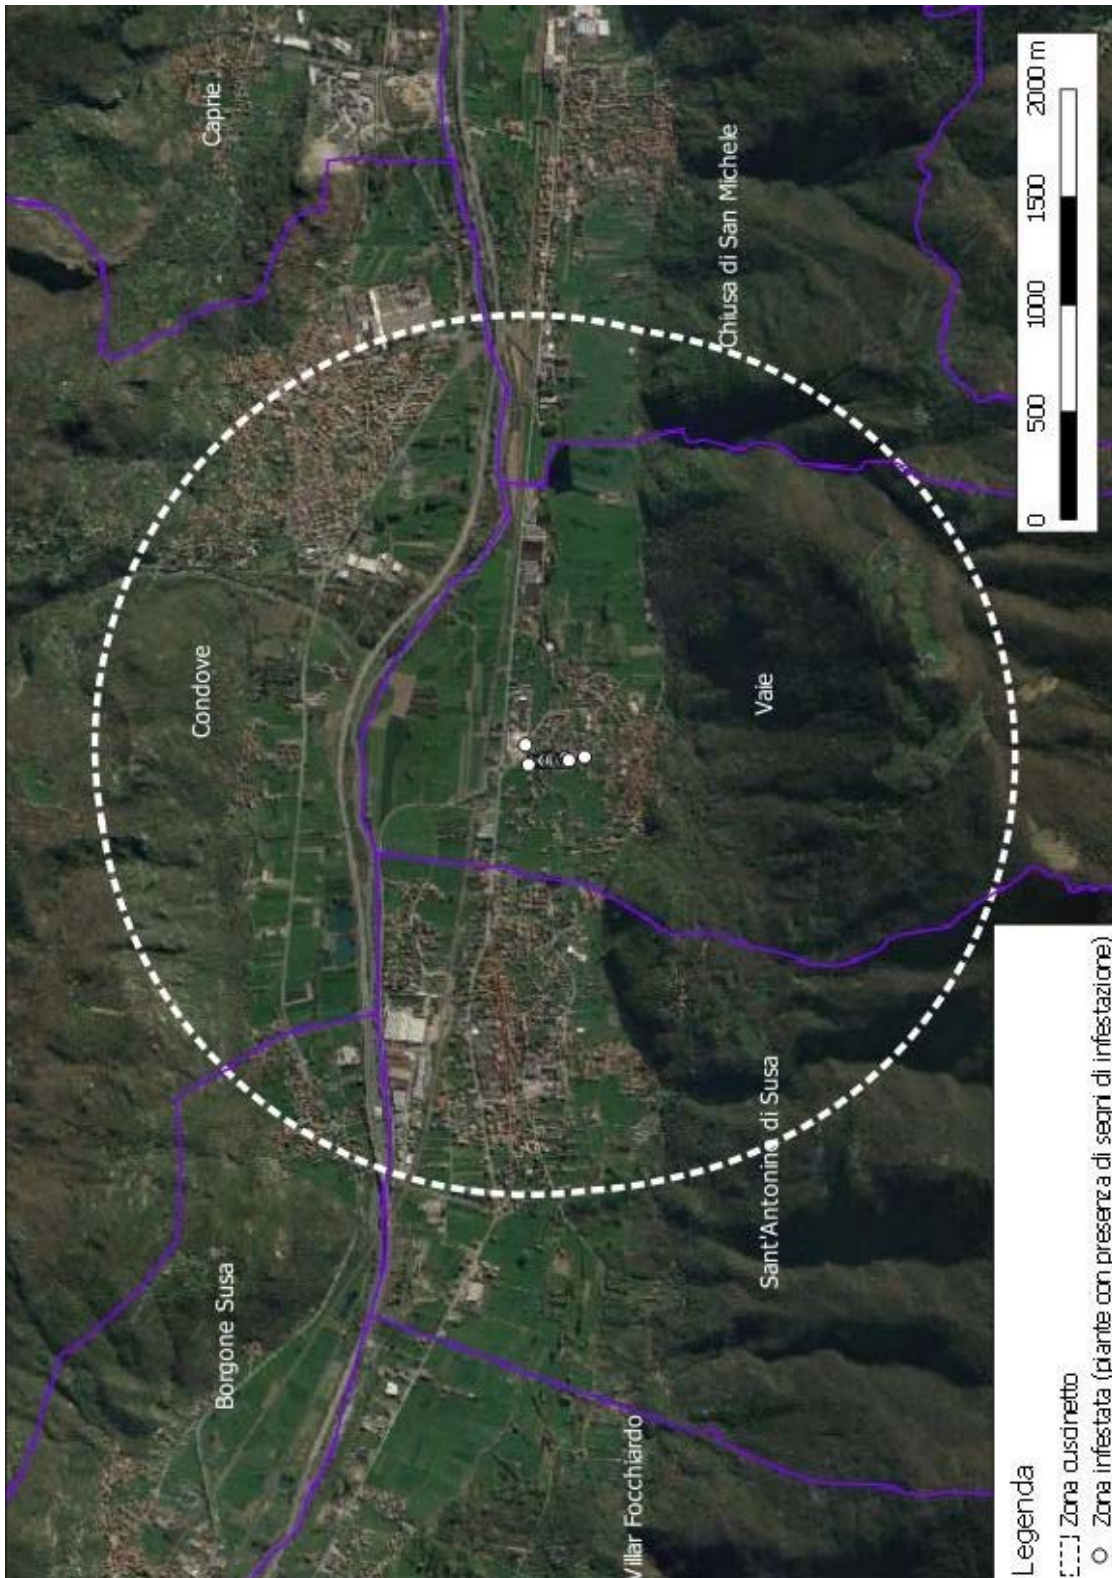 Borgone Susa
Condove
Caprie
Villar Focchiardo
Sant'Antonino di Susa
Vaie
Chiusa di San Michele
Legenda
Zona cuscinetto
Zona infestata (piante con presenza di segni di infestazione)
0 500 1000 1500 2000 m